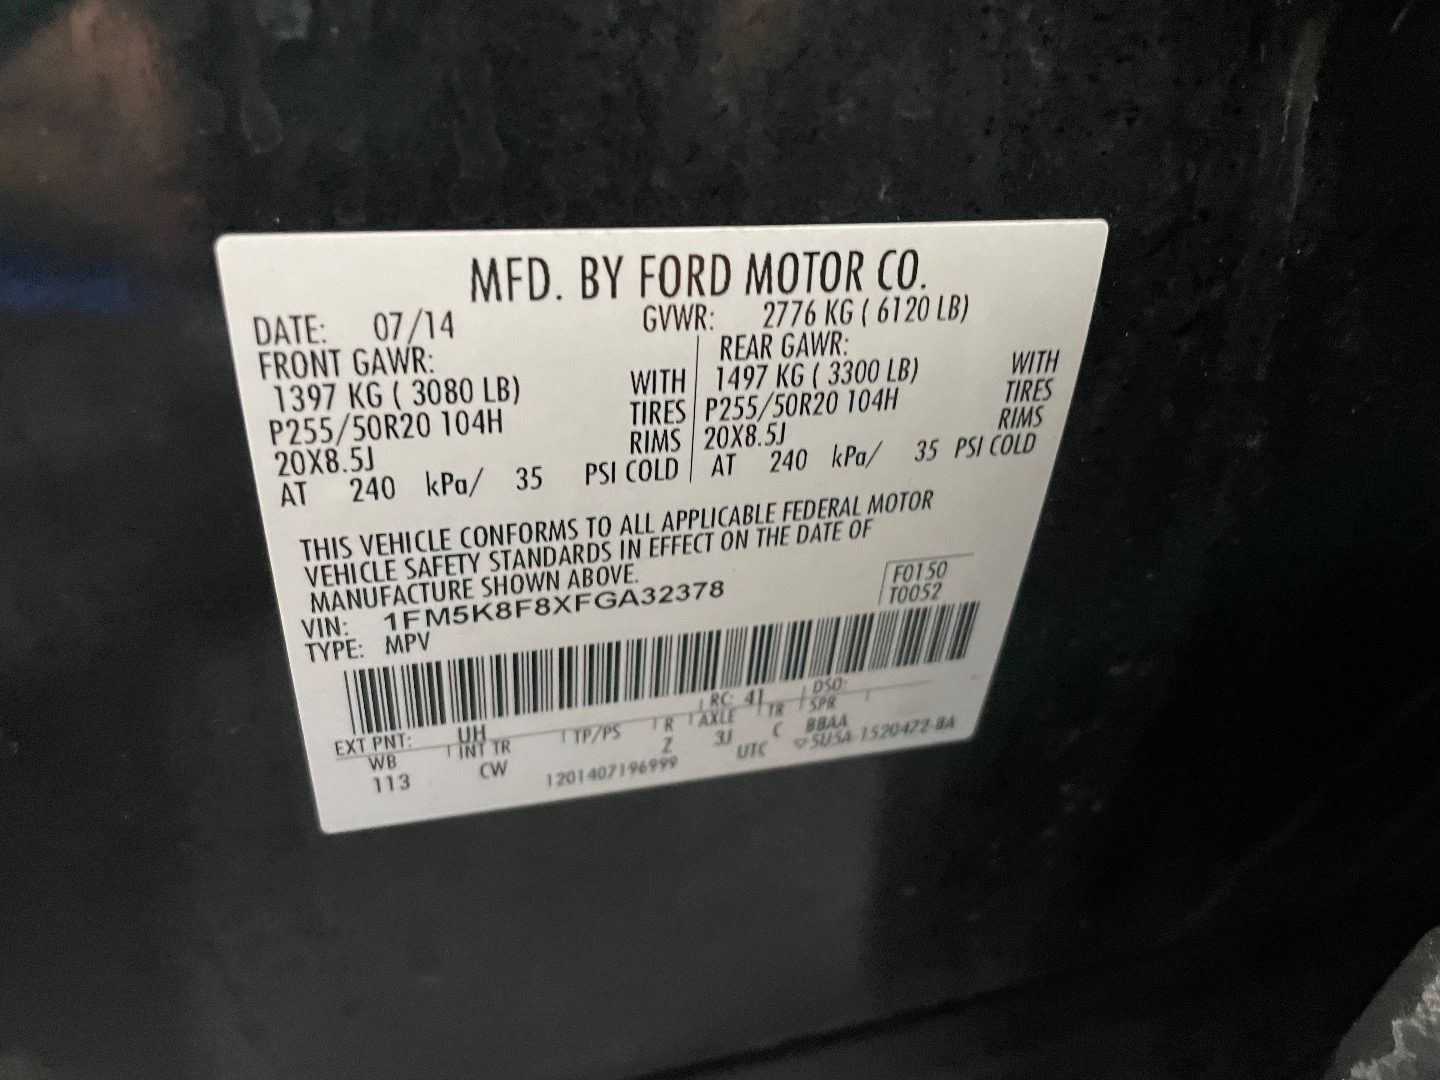 MFD. BY FORD MOTOR CO.
DATE: 07/14 GVWR: 2776 KG ( 6120 LB)
FRONT GAWR: REAR GAWR:
1397 KG ( 3080 LB) WITH 1497 KG ( 3300 LB) WITH
P255/50R20 104H TIRES P255/50R20 104H TIRES
20X8.5J RIMS 20X8.5J RIMS
AT 240 kPa/ 35 PSI COLD AT 240 kPa/ 35 PSI COLD
THIS VEHICLE CONFORMS TO ALL APPLICABLE FEDERAL MOTOR
VEHICLE SAFETY STANDARDS IN EFFECT ON THE DATE OF
MANUFACTURE SHOWN ABOVE.
VIN: 1FM5K8F8XFGA32378 F0150
TYPE: MPV T0052
EXT PNT: UH RC: 41 DSO:
WB INT TR TP/PS R AXLE TR SPR
113 CW Z 3J C BBAA
1201407196999 UTC ▽SU5A-1520472-BA